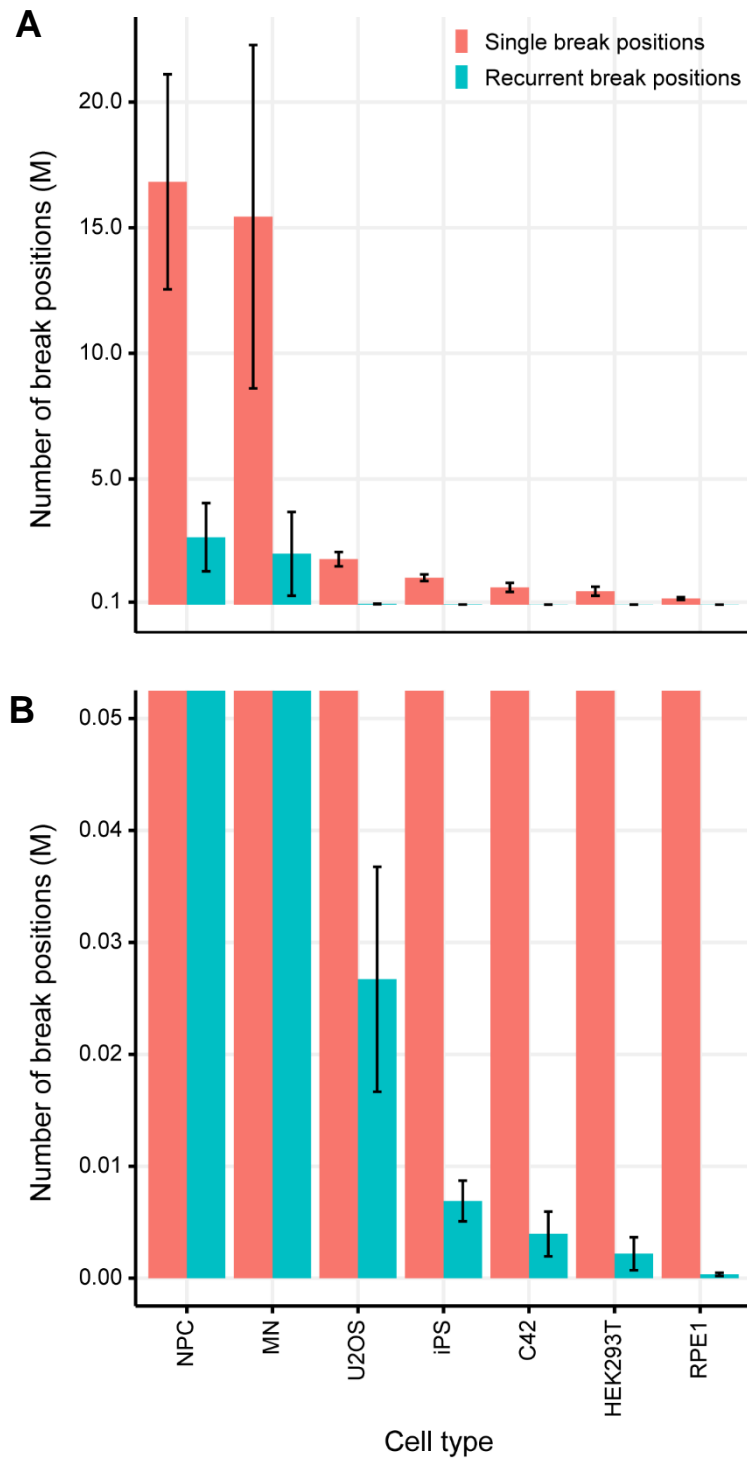 A
Single break positions
Recurrent break positions
Number of break positions (M)
20.0
15.0
10.0
5.0
0.1
B
Number of break positions (M)
0.05
0.04
0.03
0.02
0.01
0.00
NPC
MN
U2OS
iPS
C42
HEK293T
RPE1
Cell type